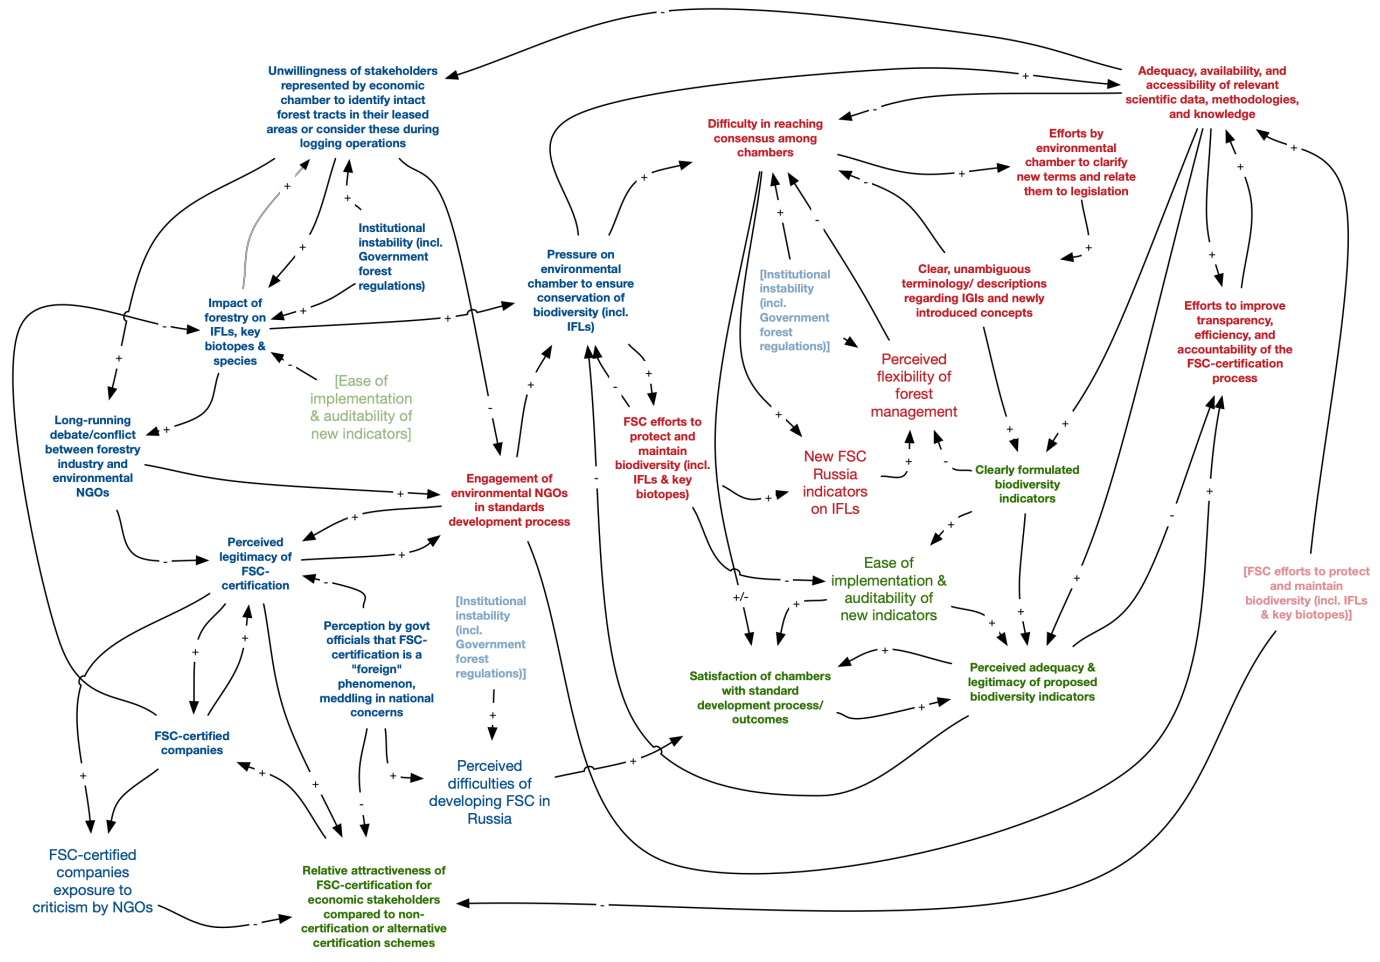 Unwillingness of stakeholders
represented by economic
chamber to identify intact
forest tracts in their leased
areas or consider these during
logging operations
Adequacy, availability, and
accessibility of relevant
scientific data, methodologies,
and knowledge
Difficulty in reaching
consensus among
chambers
Efforts by
environmental
chamber to clarify
new terms and relate
them to legislation
Institutional
instability (incl.
Government
forest
regulations)
Pressure on
environmental
chamber to ensure
conservation of
biodiversity (incl.
IFLs)
[Institutional
instability
(incl.
Government
forest
regulations)]
Clear, unambiguous
terminology/ descriptions
regarding IGIs and newly
introduced concepts
Impact of
forestry on
IFLs, key
biotopes &
species
Efforts to improve
transparency,
efficiency, and
accountability of the
FSC-certification
process
Perceived
flexibility of
forest
management
[Ease of
implementation
& auditability of
new indicators]
Long-running
debate/conflict
between forestry
industry and
environmental
NGOs
FSC efforts to
protect and
maintain
biodiversity (incl.
IFLs & key
biotopes)
New FSC
Russia
indicators
on IFLs
Clearly formulated
biodiversity
indicators
Engagement of
environmental NGOs
in standards
development process
Perceived
legitimacy of
FSC-
certification
Ease of
implementation &
auditability of
new indicators
[FSC efforts to protect
and maintain
biodiversity (incl. IFLs
& key biotopes)]
[Institutional
instability
(incl.
Government
forest
regulations)]
Perception by govt
officials that FSC-
certification is a
"foreign"
phenomenon,
meddling in national
concerns
Satisfaction of chambers
with standard
development process/
outcomes
Perceived adequacy &
legitimacy of proposed
biodiversity indicators
FSC-certified
companies
Perceived
difficulties of
developing FSC in
Russia
FSC-certified
companies
exposure to
criticism by NGOs
Relative attractiveness of
FSC-certification for
economic stakeholders
compared to non-
certification or alternative
certification schemes
+/-